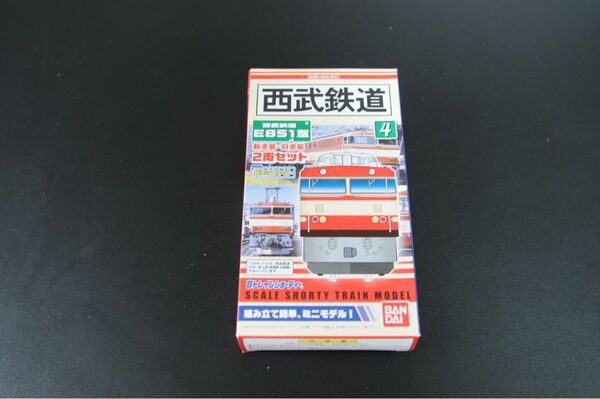 西武鉄道
4
西武鉄道
E851型
新塗装・旧塗装
2両セット
Bトレインショーティー
SCALE SHORTY TRAIN MODEL
組み立て簡単、ミニモデル!
BAN
DAI